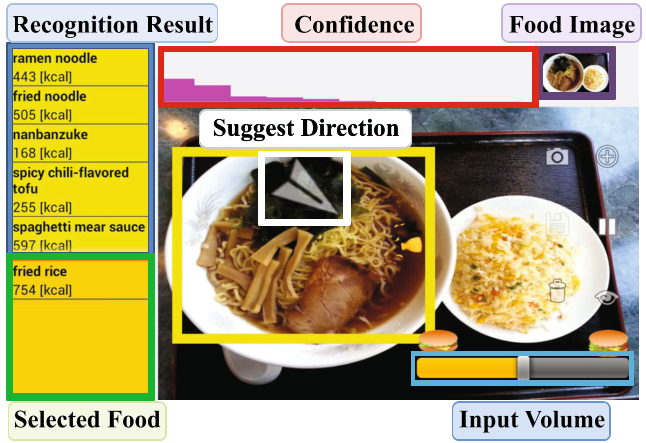 Recognition Result
Confidence
Food Image
ramen noodle
443 [kcal]
fried noodle
505 [kcal]
nanbanzuke
168 [kcal]
spicy chili-flavored
tofu
255 [kcal]
spaghetti mear sauce
597 [kcal]
fried rice
754 [kcal]
Suggest Direction
Selected Food
Input Volume